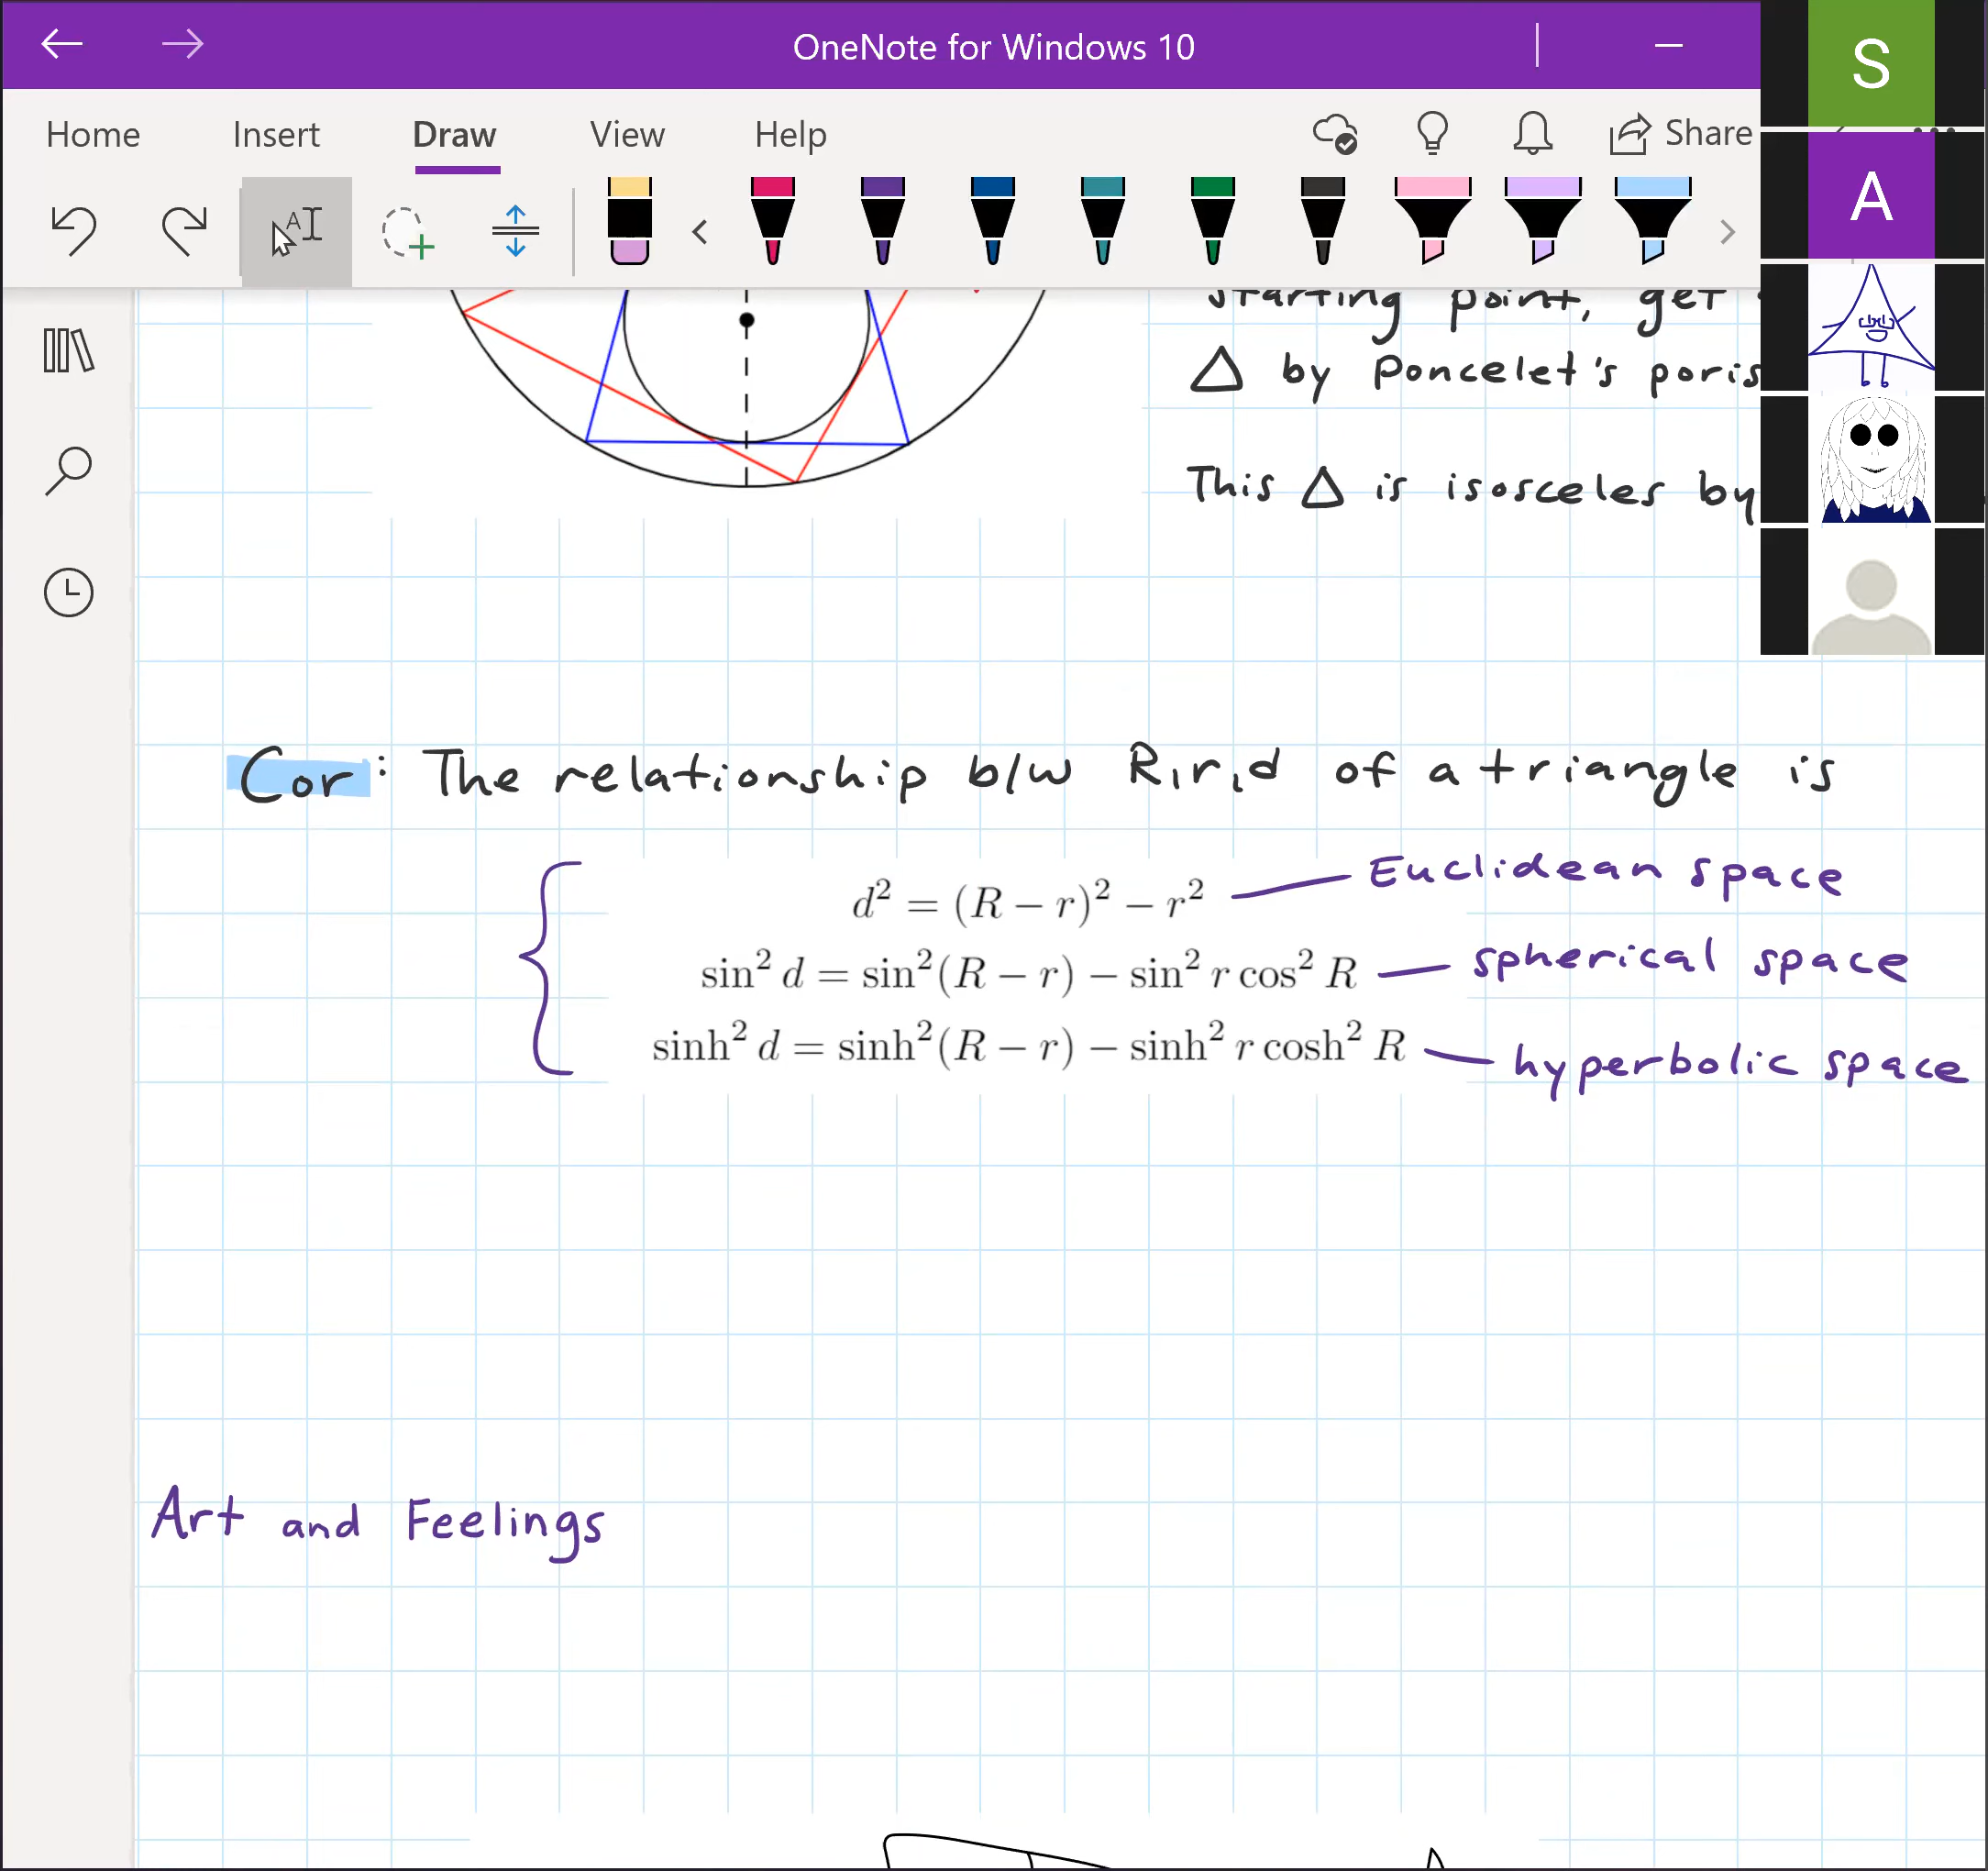 OneNote for Windows 10
S
Home Insert Draw View Help Share
A
starting point, get
△ by Poncelet's poris
This △ is isosceles by
Cor: The relationship b/w R, r, d of a triangle is
d² = (R − r)² − r² — Euclidean space
sin² d = sin²(R − r) − sin² r cos² R — spherical space
sinh² d = sinh²(R − r) − sinh² r cosh² R — hyperbolic space
Art and Feelings